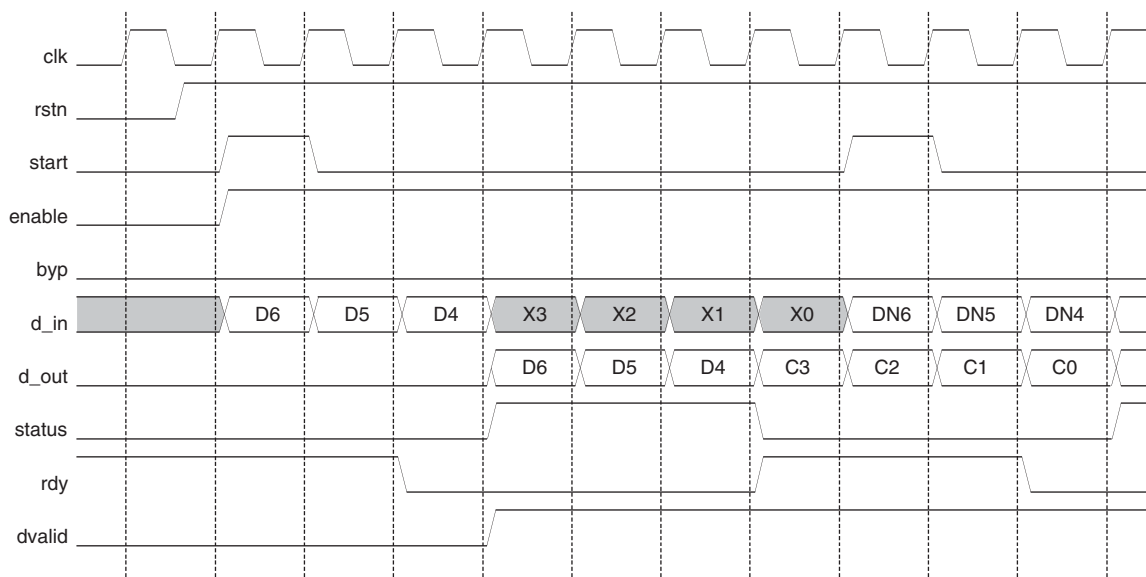 clk
rstn
start
enable
byp
d_in D6 D5 D4 X3 X2 X1 X0 DN6 DN5 DN4
d_out D6 D5 D4 C3 C2 C1 C0
status
rdy
dvalid